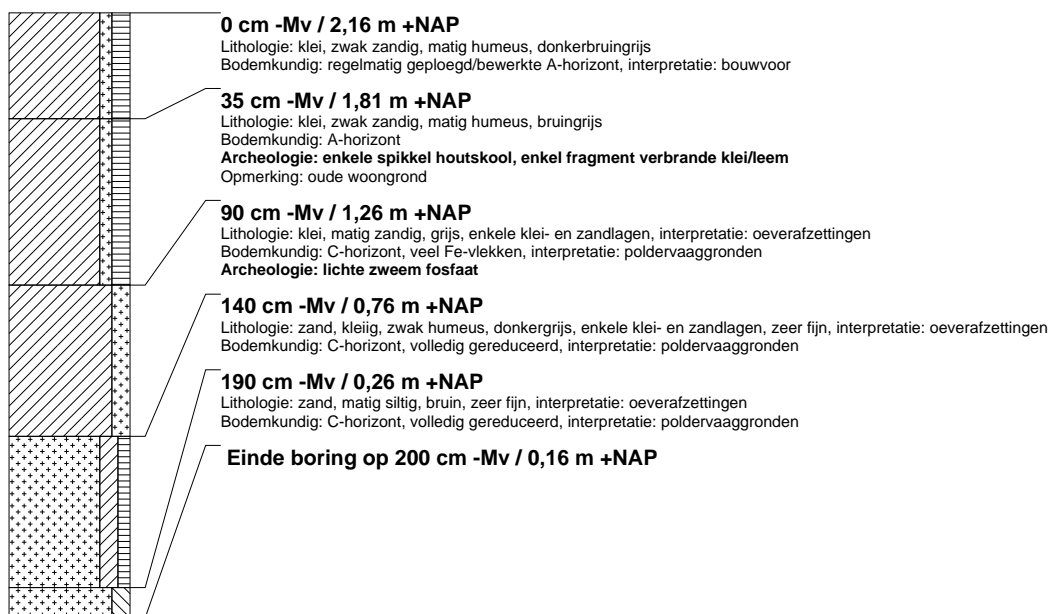 0 cm -Mv / 2,16 m +NAP
Lithologie: klei, zwak zandig, matig humeus, donkerbruingrijs
Bodemkundig: regelmatig geploegd/bewerkte A-horizont, interpretatie: bouwvoor
35 cm -Mv / 1,81 m +NAP
Lithologie: klei, zwak zandig, matig humeus, bruingrijs
Bodemkundig: A-horizont
Archeologie: enkele spikkel houtskool, enkel fragment verbrande klei/leem
Opmerking: oude woongrond
90 cm -Mv / 1,26 m +NAP
Lithologie: klei, matig zandig, grijs, enkele klei- en zandlagen, interpretatie: oeverafzettingen
Bodemkundig: C-horizont, veel Fe-vlekken, interpretatie: poldervaaggronden
Archeologie: lichte zweem fosfaat
140 cm -Mv / 0,76 m +NAP
Lithologie: zand, kleiig, zwak humeus, donkergrijs, enkele klei- en zandlagen, zeer fijn, interpretatie: oeverafzettingen
Bodemkundig: C-horizont, volledig gereduceerd, interpretatie: poldervaaggronden
190 cm -Mv / 0,26 m +NAP
Lithologie: zand, matig siltig, bruin, zeer fijn, interpretatie: oeverafzettingen
Bodemkundig: C-horizont, volledig gereduceerd, interpretatie: poldervaaggronden
Einde boring op 200 cm -Mv / 0,16 m +NAP